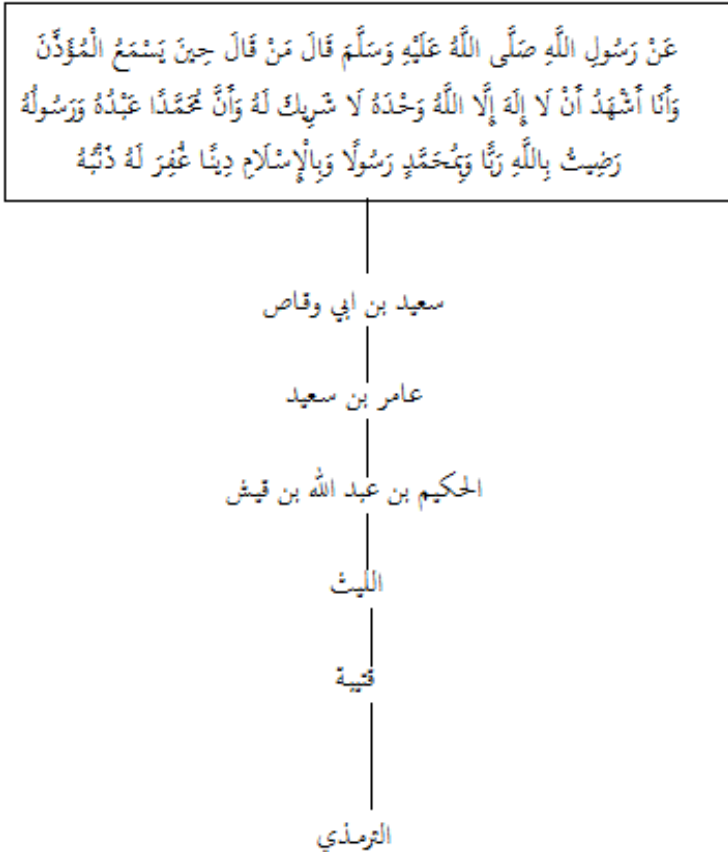 عَنْ رَسُولِ اللَّهِ صَلَّى اللَّهُ عَلَيْهِ وَسَلَّمَ قَالَ مَنْ قَالَ حِينَ يَسْمَعُ الْمُؤَذِّنَ
وَأَنَا أَشْهَدُ أَنْ لَا إِلَهَ إِلَّا اللَّهُ وَحْدَهُ لَا شَرِيكَ لَهُ وَأَنَّ مُحَمَّدًا عَبْدُهُ وَرَسُولُهُ
رَضِيتُ بِاللَّهِ رَبًّا وَبِمُحَمَّدٍ رَسُولًا وَبِالْإِسْلَامِ دِينًا غُفِرَ لَهُ ذَنْبُهُ
سعيد بن ابي وقاص
عامر بن سعيد
الحكيم بن عبد الله بن قيش
الليث
قتيبة
الترمذي